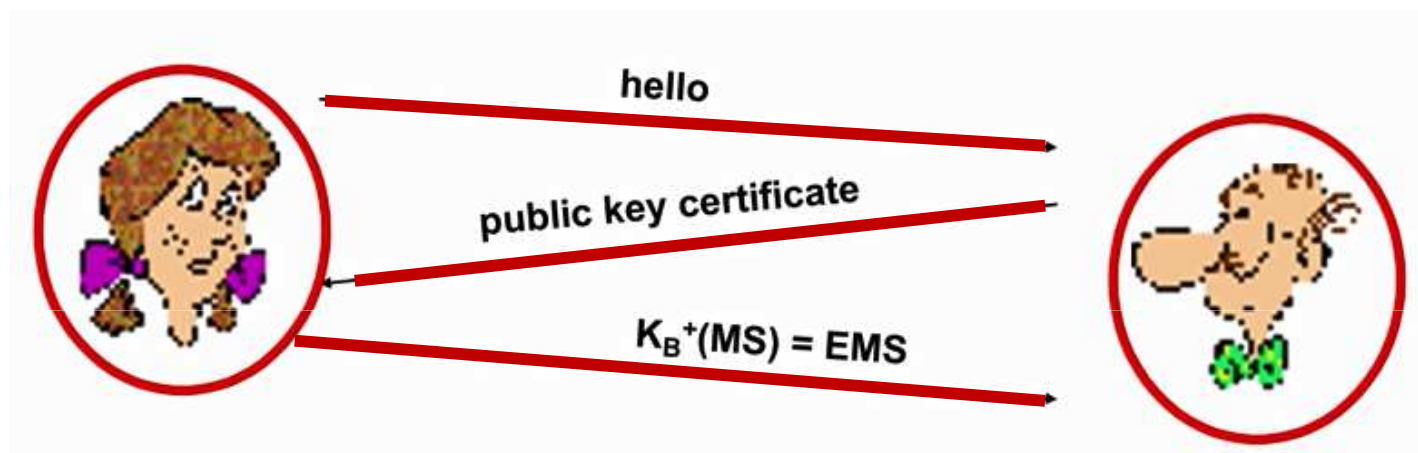 hello
public key certificate
K_B^+(MS) = EMS